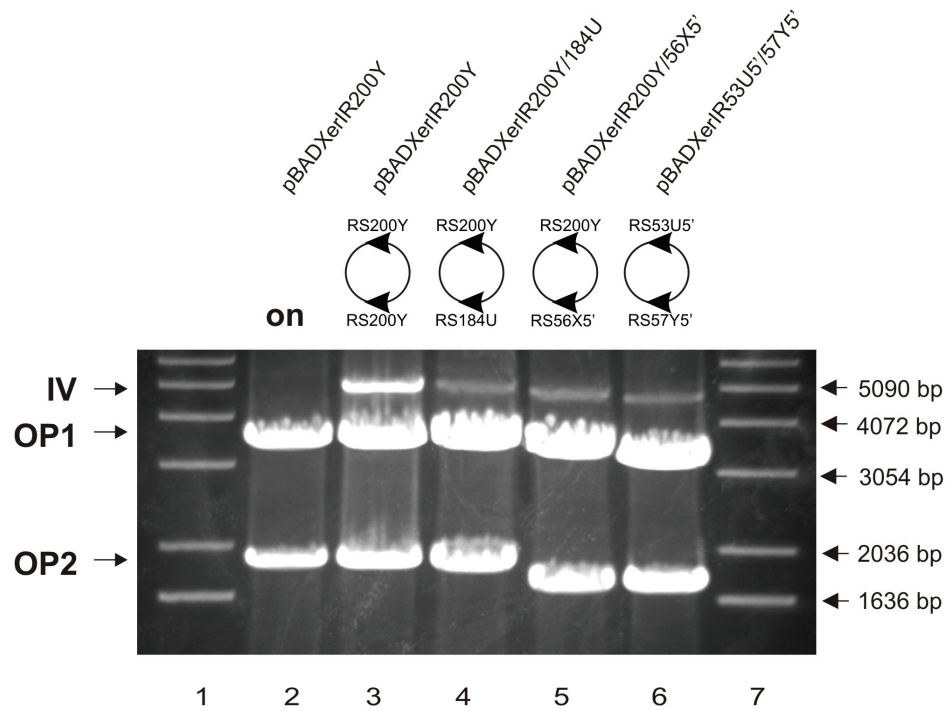 pBADXerIR200Y
pBADXerIR200Y
pBADXerIR200Y/184U
pBADXerIR200Y/56X5'
pBADXerIR53U5'/57Y5'
RS200Y RS200Y RS200Y RS53U5'
on
RS200Y RS184U RS56X5' RS57Y5'
IV
OP1
OP2
5090 bp
4072 bp
3054 bp
2036 bp
1636 bp
1 2 3 4 5 6 7